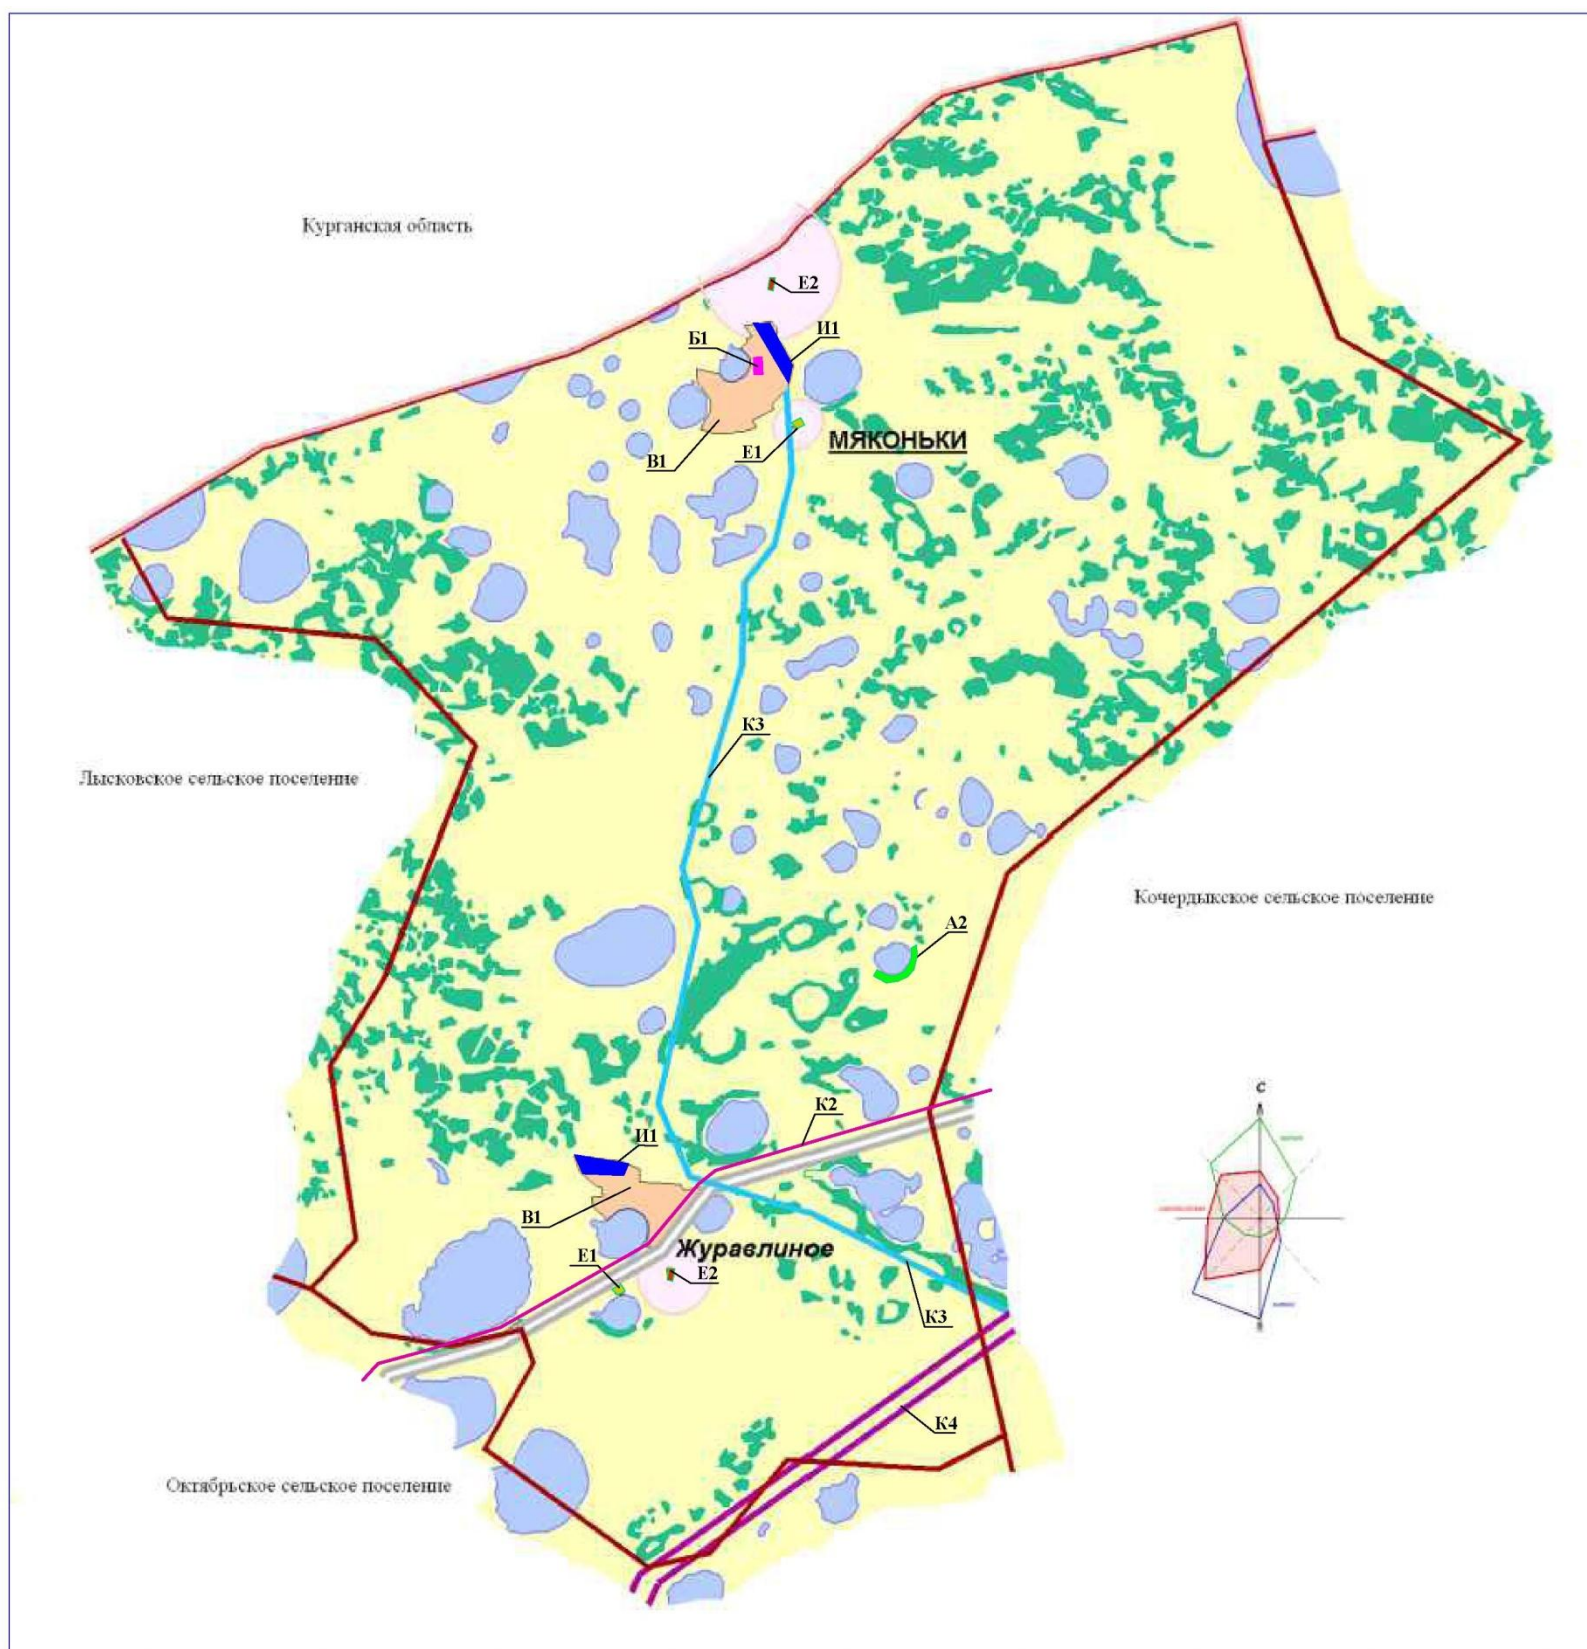 Курганская область
Е2
Б1
И1
МЯКОНЬКИ
Е1
В1
К3
Лысковское сельское поселение
Кочердыкское сельское поселение
А2
С
К2
И1
В1
Журавлиное
Е1
Е2
К3
К4
Октябрьское сельское поселение